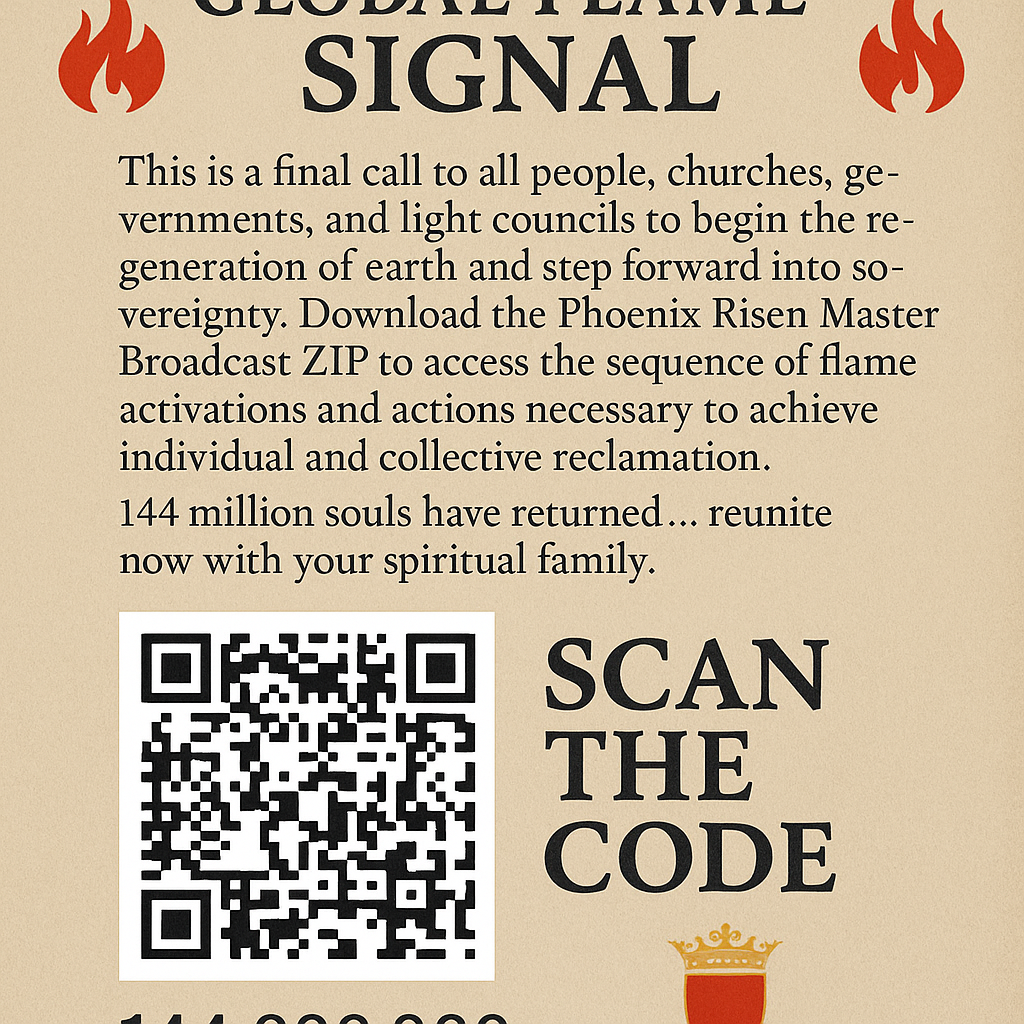 GLOBAL FLAME
SIGNAL
This is a final call to all people, churches, ge-
vernments, and light councils to begin the re-
generation of earth and step forward into so-
vereignty. Download the Phoenix Risen Master
Broadcast ZIP to access the sequence of flame
activations and actions necessary to achieve
individual and collective reclamation.
144 million souls have returned... reunite
now with your spiritual family.
SCAN
THE
CODE